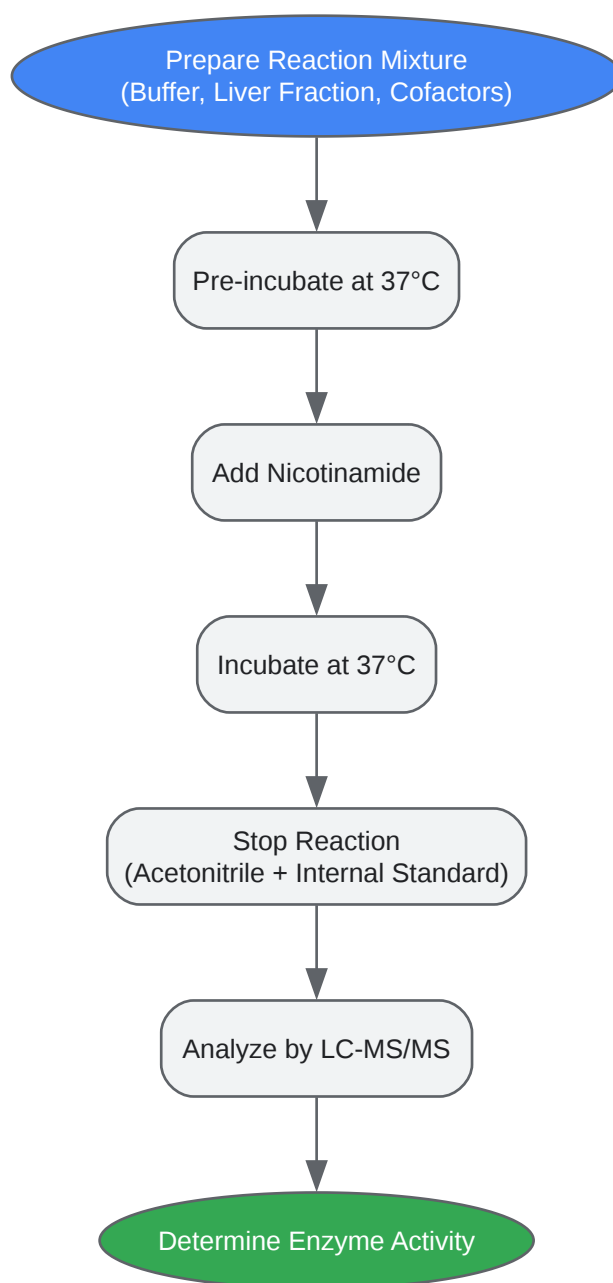 Prepare Reaction Mixture
(Buffer, Liver Fraction, Cofactors)
Pre-incubate at 37°C
Add Nicotinamide
Incubate at 37°C
Stop Reaction
(Acetonitrile + Internal Standard)
Analyze by LC-MS/MS
Determine Enzyme Activity